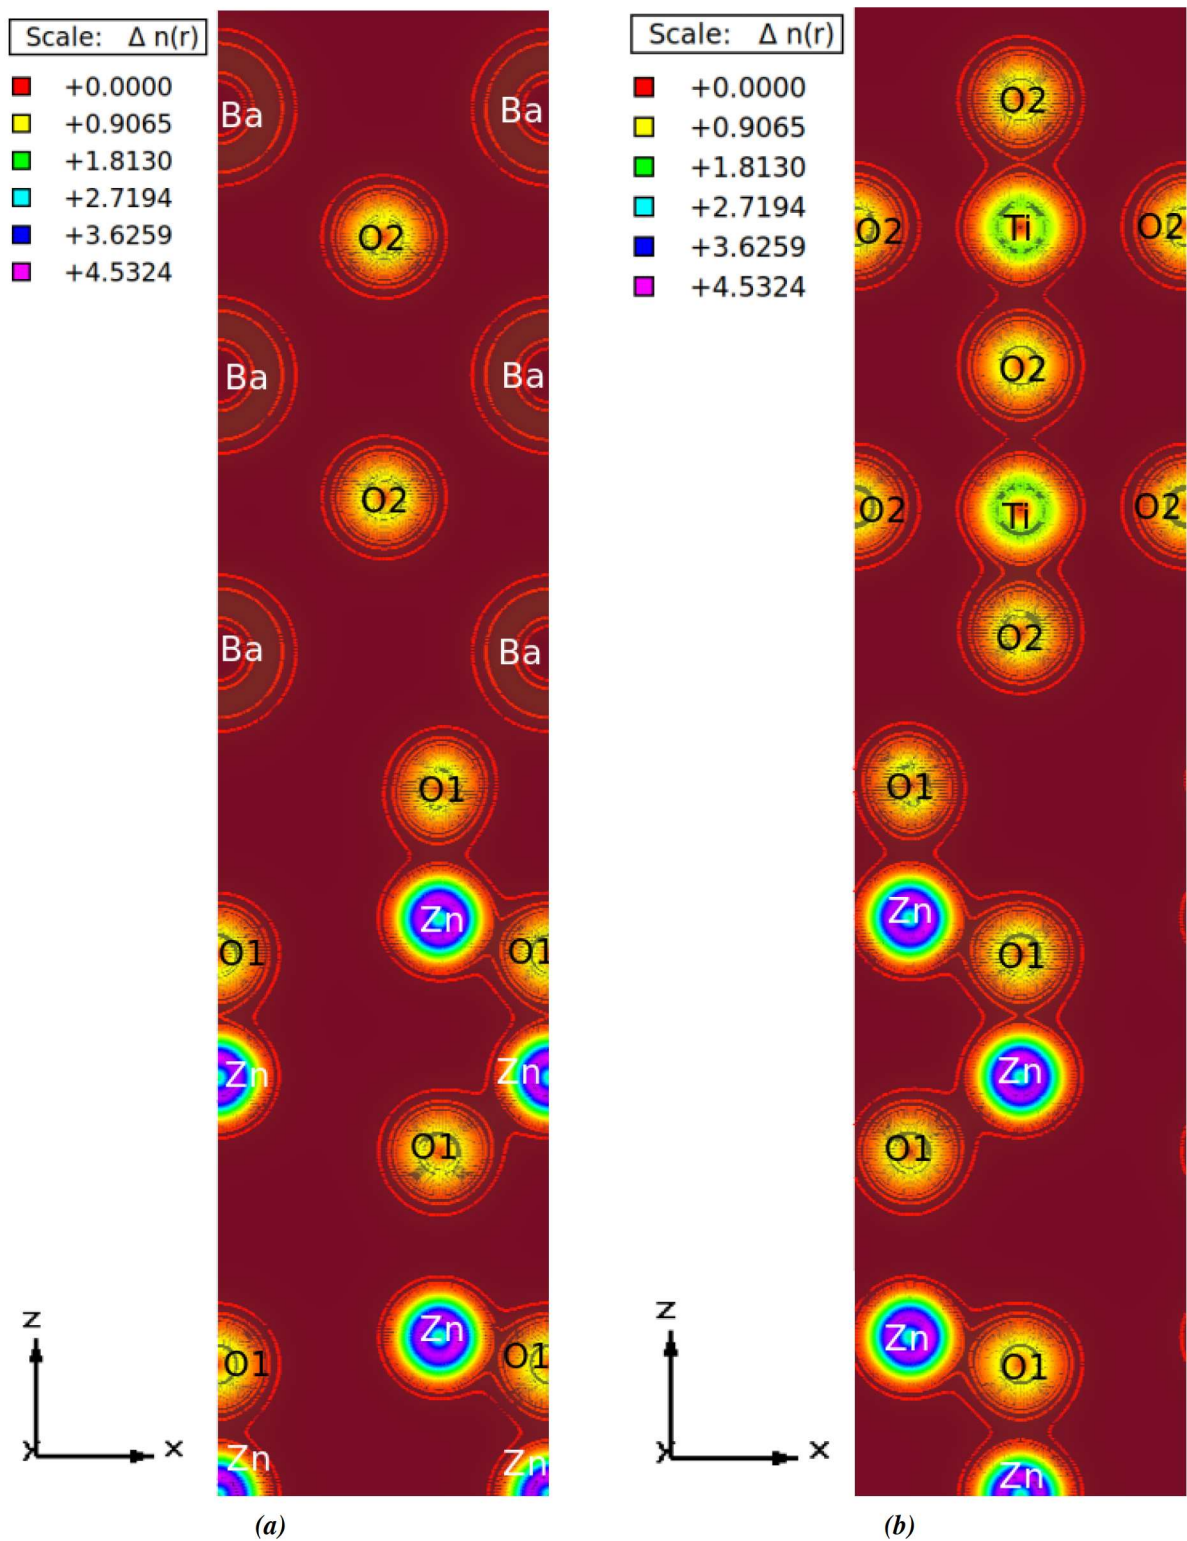 Scale: Δ n(r)
+0.0000
+0.9065
+1.8130
+2.7194
+3.6259
+4.5324
Ba Ba
O2
Ba Ba
O2
Ba Ba
O1
Zn
O1 O1
Zn Zn
O1
Zn
O1 O1
Zn Zn
z
y x
(a)
Scale: Δ n(r)
+0.0000
+0.9065
+1.8130
+2.7194
+3.6259
+4.5324
O2
O2 Ti O2
O2
O2 Ti O2
O2
O1
Zn
O1
Zn
O1
Zn
O1
Zn
z
y x
(b)